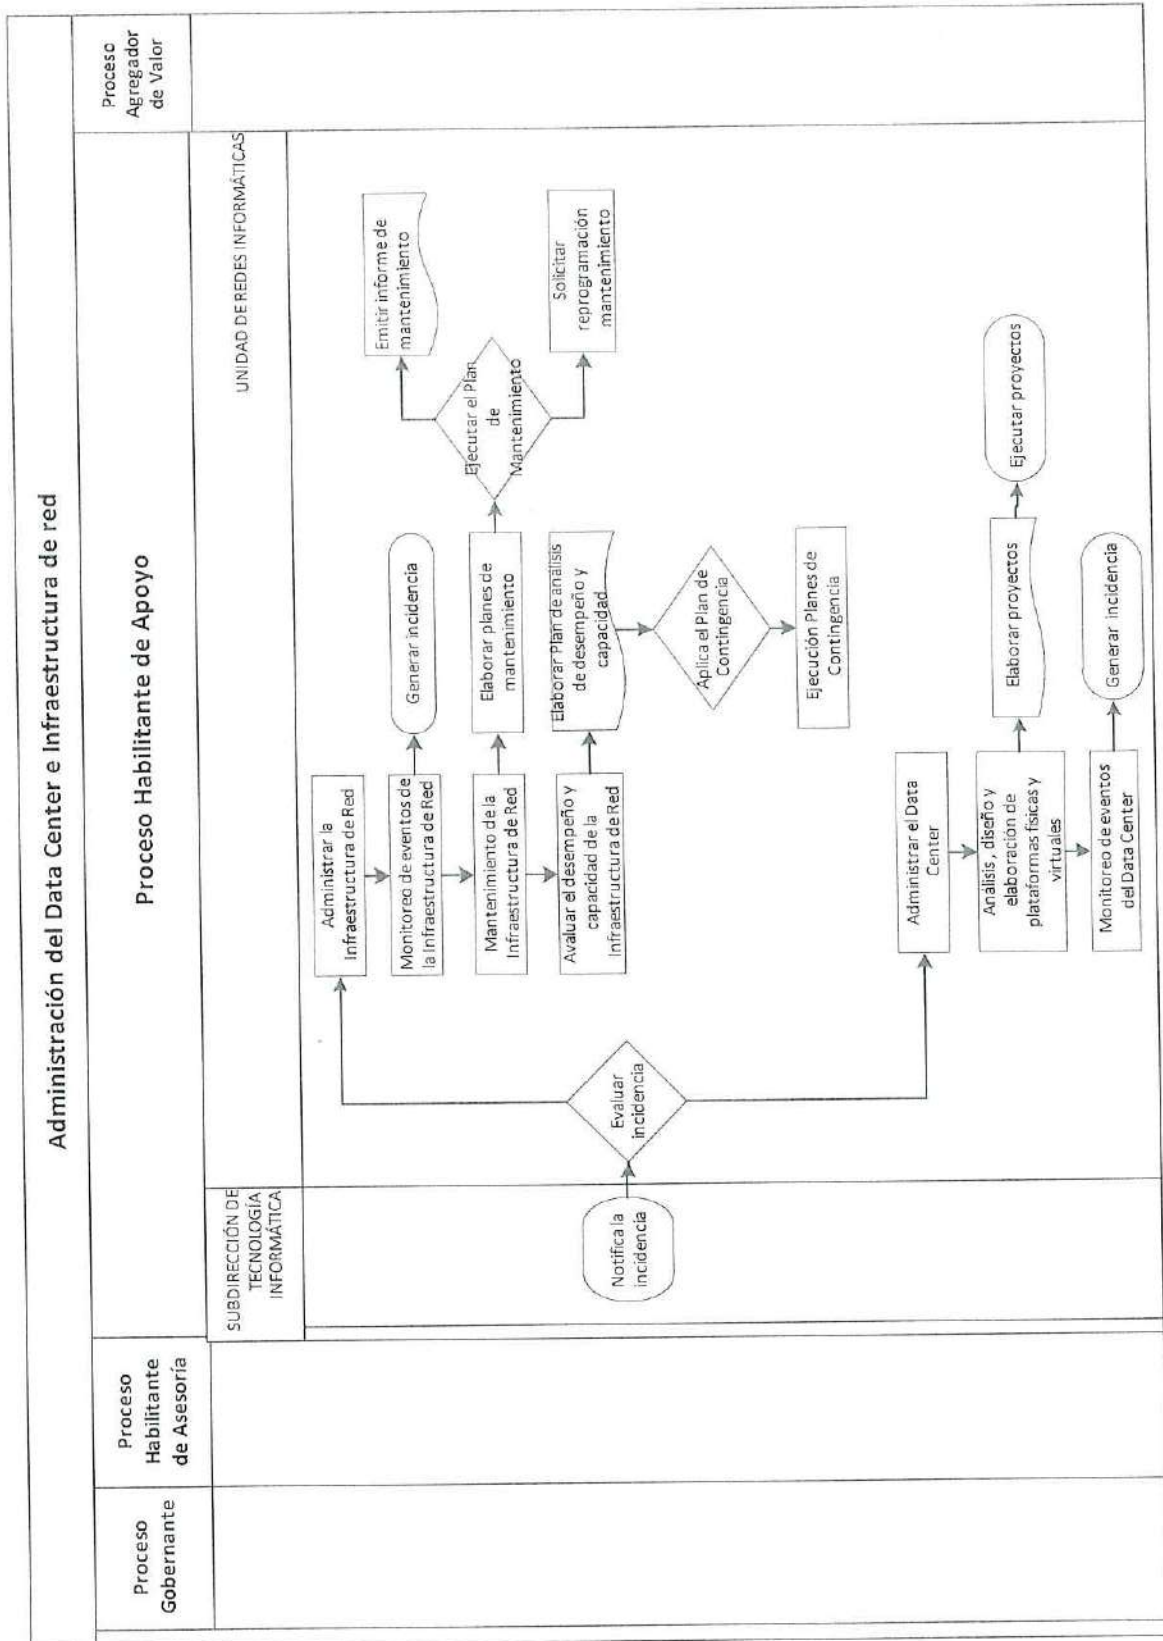 Administración del Data Center e Infraestructura de red
Proceso
Gobernante
Proceso
Habilitante
de Asesoría
Proceso Habilitante de Apoyo
Proceso
Agregador
de Valor
SUBDIRECCIÓN DE
TECNOLOGÍA
INFORMÁTICA
UNIDAD DE REDES INFORMÁTICAS
Notifica la
incidencia
Evaluar
incidencia
Administrar la
Infraestructura de Red
Monitoreo de eventos de
la Infraestructura de Red
Generar incidencia
Mantenimiento de la
Infraestructura de Red
Elaborar planes de
mantenimiento
Ejecutar el Plan
de
Mantenimiento
Emitir informe de
mantenimiento
Solicitar
reprogramación
mantenimiento
Avaluar el desempeño y
capacidad de la
Infraestructura de Red
Elaborar Plan de análisis
de desempeño y
capacidad
Aplica el Plan de
Contingencia
Ejecución Planes de
Contingencia
Administrar el Data
Center
Análisis, diseño y
elaboración de
plataformas físicas y
virtuales
Elaborar proyectos
Ejecutar proyectos
Monitoreo de eventos
del Data Center
Generar incidencia